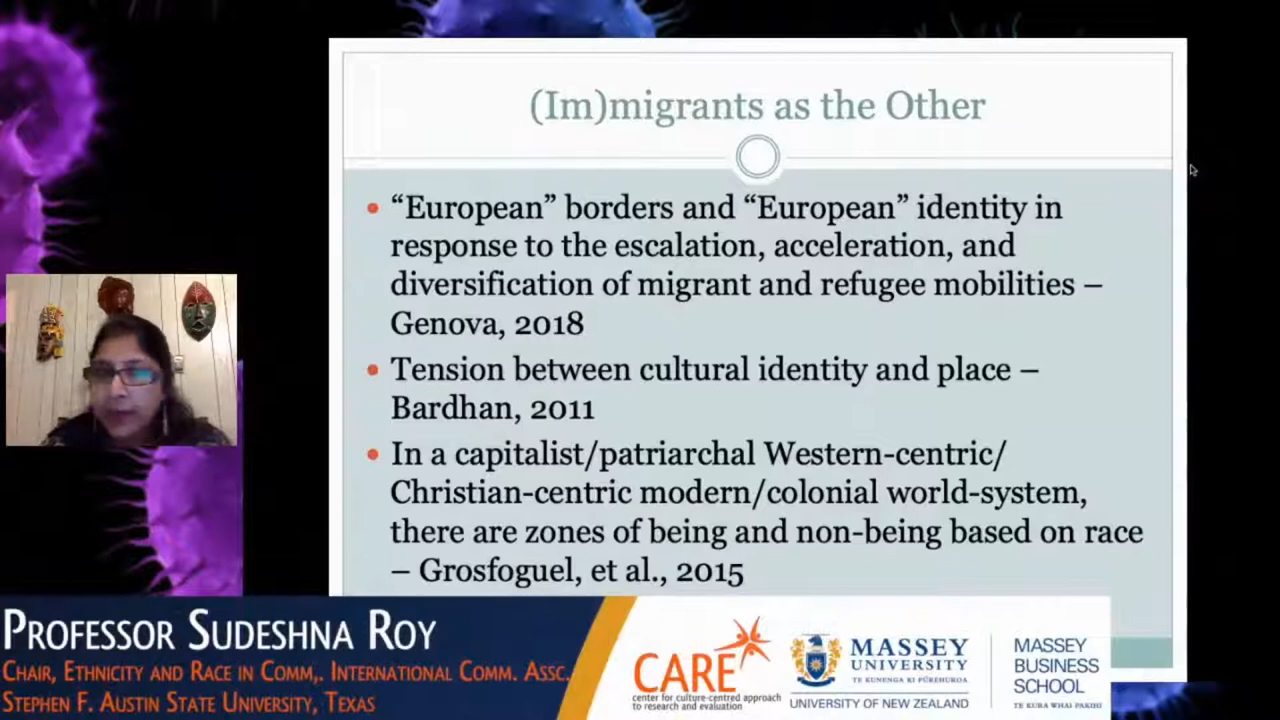 (Im)migrants as the Other
• “European” borders and “European” identity in
response to the escalation, acceleration, and
diversification of migrant and refugee mobilities –
Genova, 2018
• Tension between cultural identity and place –
Bardhan, 2011
• In a capitalist/patriarchal Western-centric/
Christian-centric modern/colonial world-system,
there are zones of being and non-being based on race
– Grosfoguel, et al., 2015
PROFESSOR SUDESHNA ROY
CHAIR, ETHNICITY AND RACE IN COMM,. INTERNATIONAL COMM. ASSC.
STEPHEN F. AUSTIN STATE UNIVERSITY, TEXAS
CARE
center for culture-centred approach
to research and evaluation
MASSEY
UNIVERSITY
TE KUNENGA KI PŪREHUROA
UNIVERSITY OF NEW ZEALAND
MASSEY
BUSINESS
SCHOOL
TE KURA WHAI PAKIHI